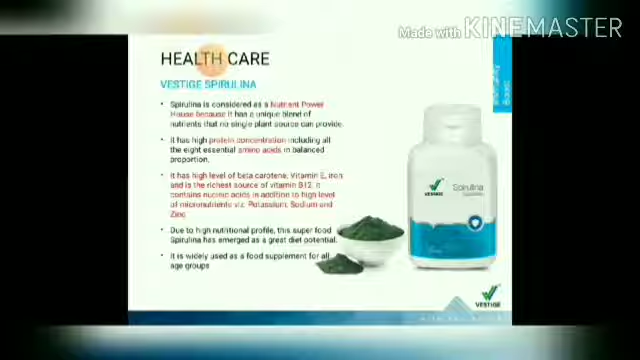 Made with KINEMASTER
HEALTH CARE
VESTIGE SPIRULINA
• Spirulina is considered as a Nutrient Power
House because it has a unique blend of
nutrients that no single plant source can provide.
• It has high protein concentration including all
the eight essential amino acids in balanced
proportion.
• It has high level of beta carotene, Vitamin E, iron
and is the richest source of vitamin B12. It
contains nucleic acids in addition to high level
of micronutrients viz. Potassium, Sodium and
Zinc
• Due to high nutritional profile, this super food
Spirulina has emerged as a great diet potential.
• It is widely used as a food supplement for all
age groups
VESTIGE
Spirulina
VESTIGE